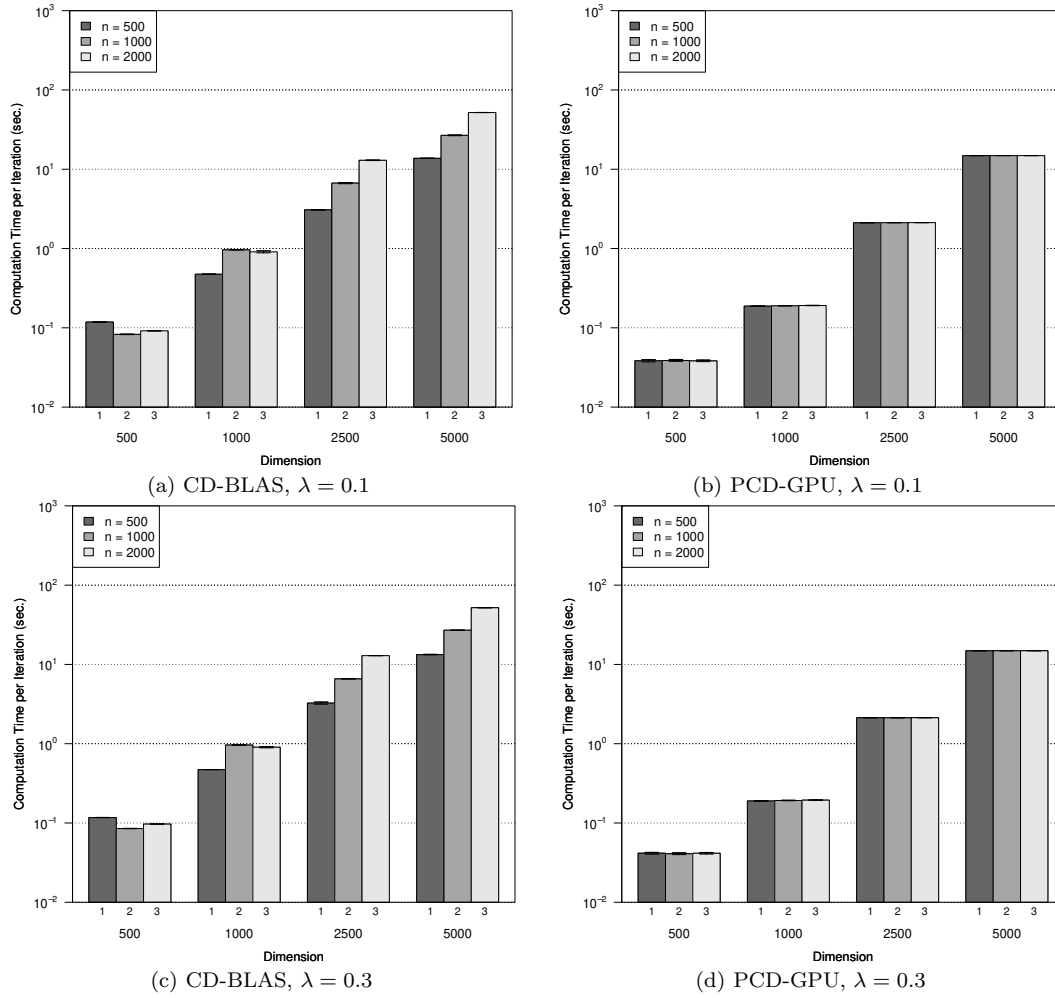 10³
10²
10¹
10⁰
10⁻¹
10⁻²
Computation Time per Iteration (sec.)
n = 500
n = 1000
n = 2000
1 2 3 1 2 3 1 2 3 1 2 3
500 1000 2500 5000
Dimension
(a) CD-BLAS, λ = 0.1
10³
10²
10¹
10⁰
10⁻¹
10⁻²
Computation Time per Iteration (sec.)
n = 500
n = 1000
n = 2000
1 2 3 1 2 3 1 2 3 1 2 3
500 1000 2500 5000
Dimension
(b) PCD-GPU, λ = 0.1
10³
10²
10¹
10⁰
10⁻¹
10⁻²
Computation Time per Iteration (sec.)
n = 500
n = 1000
n = 2000
1 2 3 1 2 3 1 2 3 1 2 3
500 1000 2500 5000
Dimension
(c) CD-BLAS, λ = 0.3
10³
10²
10¹
10⁰
10⁻¹
10⁻²
Computation Time per Iteration (sec.)
n = 500
n = 1000
n = 2000
1 2 3 1 2 3 1 2 3 1 2 3
500 1000 2500 5000
Dimension
(d) PCD-GPU, λ = 0.3